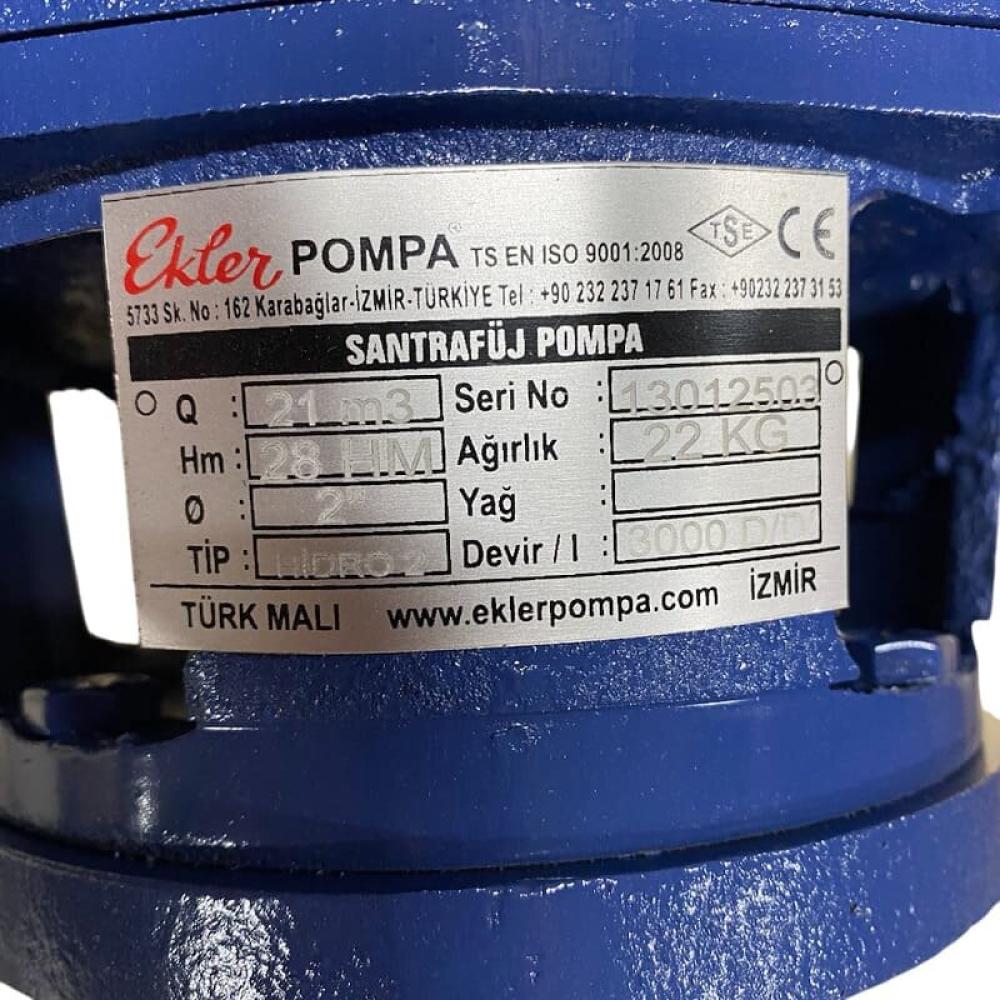 Ekler POMPA® TS EN ISO 9001:2008 TSE CE
5733 Sk. No : 162 Karabağlar-İZMİR-TÜRKİYE Tel : +90 232 237 17 61 Fax : +90232 237 31 53
SANTRAFÜJ POMPA
Q : 21 m3 Seri No : 13012503
Hm : 28 HM Ağırlık : 22 KG
Ø : 2" Yağ :
TİP : HİDRO 2 Devir / I : 3000 D/D
TÜRK MALI www.eklerpompa.com İZMİR